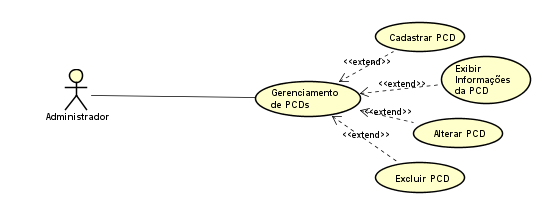 Cadastrar PCD
<<extend>>
Exibir
Informações
da PCD
<<extend>>
Gerenciamento
de PCDs
Administrador
<<extend>>
Alterar PCD
<<extend>>
Excluir PCD